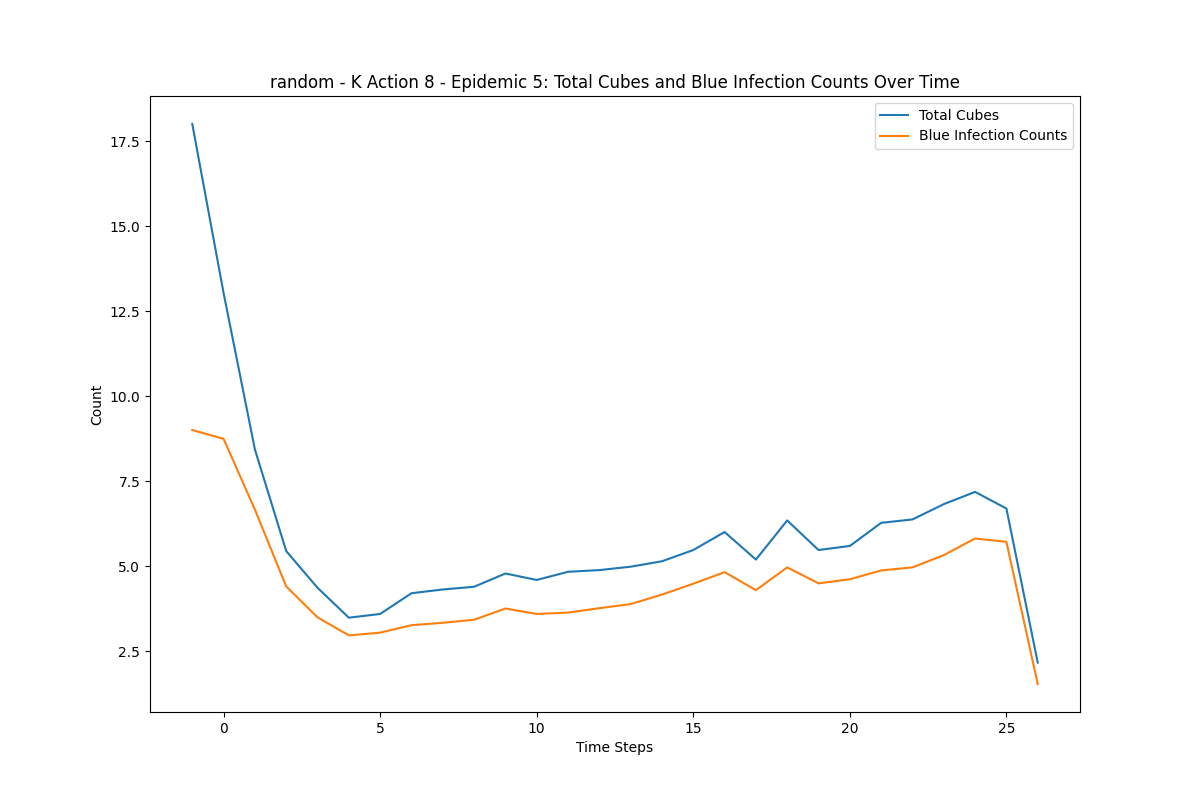 random - K Action 8 - Epidemic 5: Total Cubes and Blue Infection Counts Over Time
Total Cubes
Blue Infection Counts
17.5
15.0
12.5
10.0
7.5
5.0
2.5
Count
0 5 10 15 20 25
Time Steps